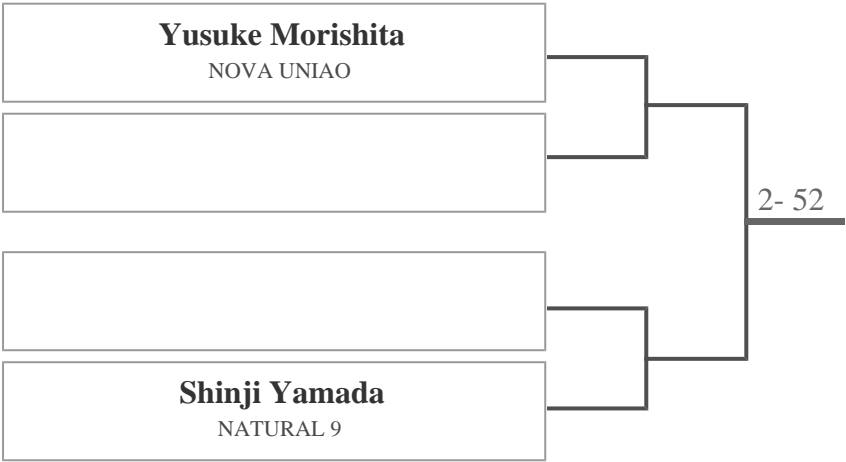 Yusuke Morishita
NOVA UNIAO
2- 52
Shinji Yamada
NATURAL 9